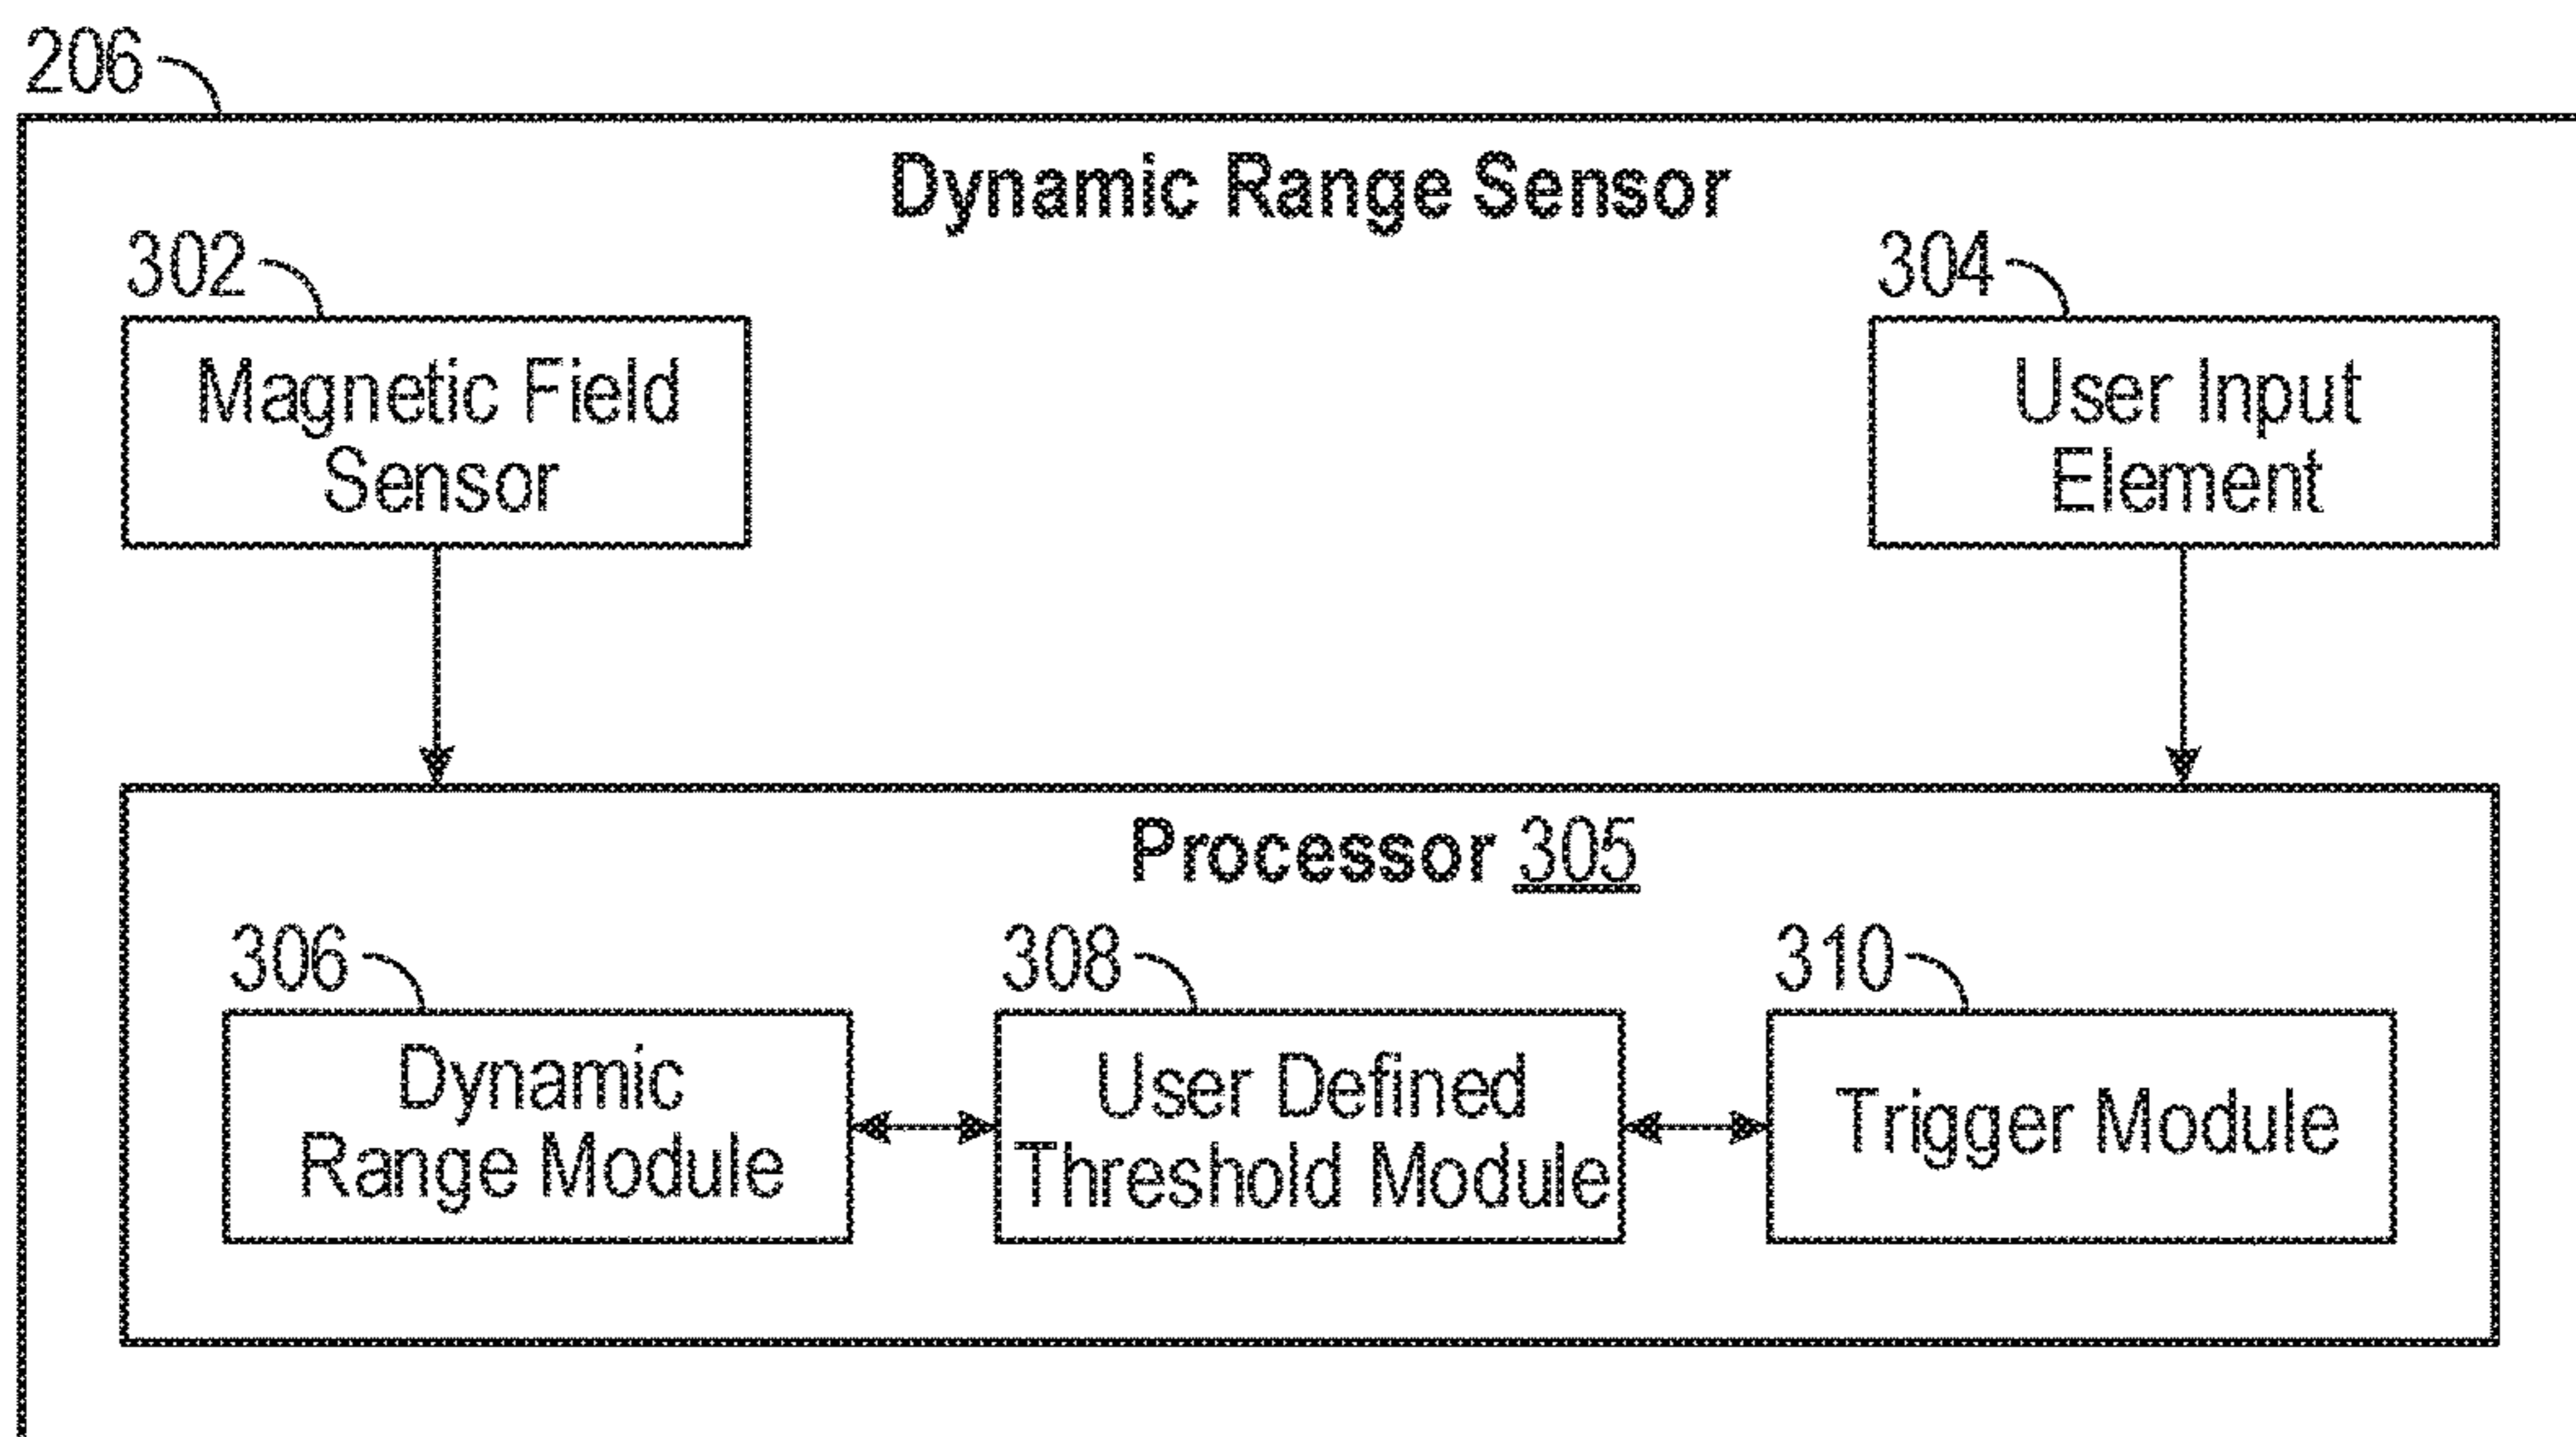 206
Dynamic Range Sensor
302
304
Magnetic Field
Sensor
User Input
Element
Processor 305
306
308
310
Dynamic
Range Module
User Defined
Threshold Module
Trigger Module